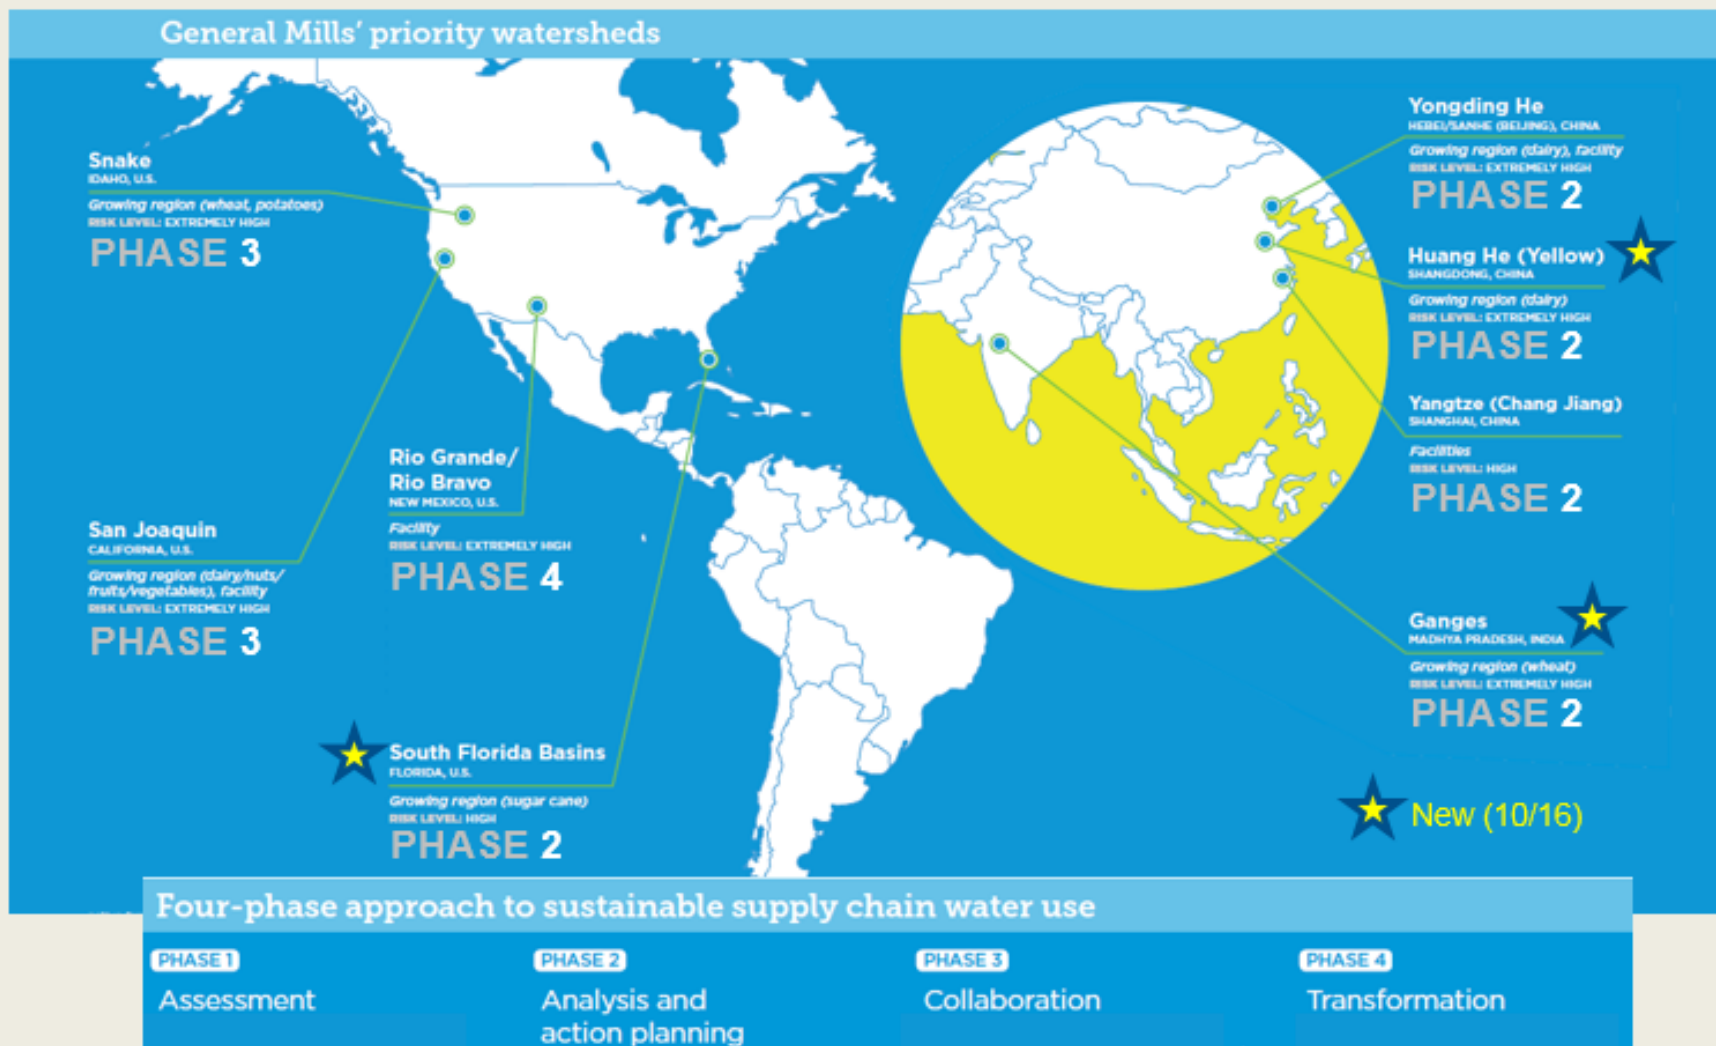 General Mills' priority watersheds
Snake
IDAHO, U.S.
Growing region (wheat, potatoes)
RISK LEVEL: EXTREMELY HIGH
PHASE 3
San Joaquin
CALIFORNIA, U.S.
Growing region (dairy/nuts/
fruits/vegetables), facility
RISK LEVEL: EXTREMELY HIGH
PHASE 3
Rio Grande/
Rio Bravo
NEW MEXICO, U.S.
Facility
RISK LEVEL: EXTREMELY HIGH
PHASE 4
South Florida Basins
FLORIDA, U.S.
Growing region (sugar cane)
RISK LEVEL: HIGH
PHASE 2
Yongding He
HEBEI/SANHE (BEIJING), CHINA
Growing region (dairy), facility
RISK LEVEL: EXTREMELY HIGH
PHASE 2
Huang He (Yellow)
SHANGDONG, CHINA
Growing region (dairy)
RISK LEVEL: EXTREMELY HIGH
PHASE 2
Yangtze (Chang Jiang)
SHANGHAI, CHINA
Facilities
RISK LEVEL: HIGH
PHASE 2
Ganges
MADHYA PRADESH, INDIA
Growing region (wheat)
RISK LEVEL: EXTREMELY HIGH
PHASE 2
New (10/16)
Four-phase approach to sustainable supply chain water use
PHASE 1
Assessment
PHASE 2
Analysis and
action planning
PHASE 3
Collaboration
PHASE 4
Transformation